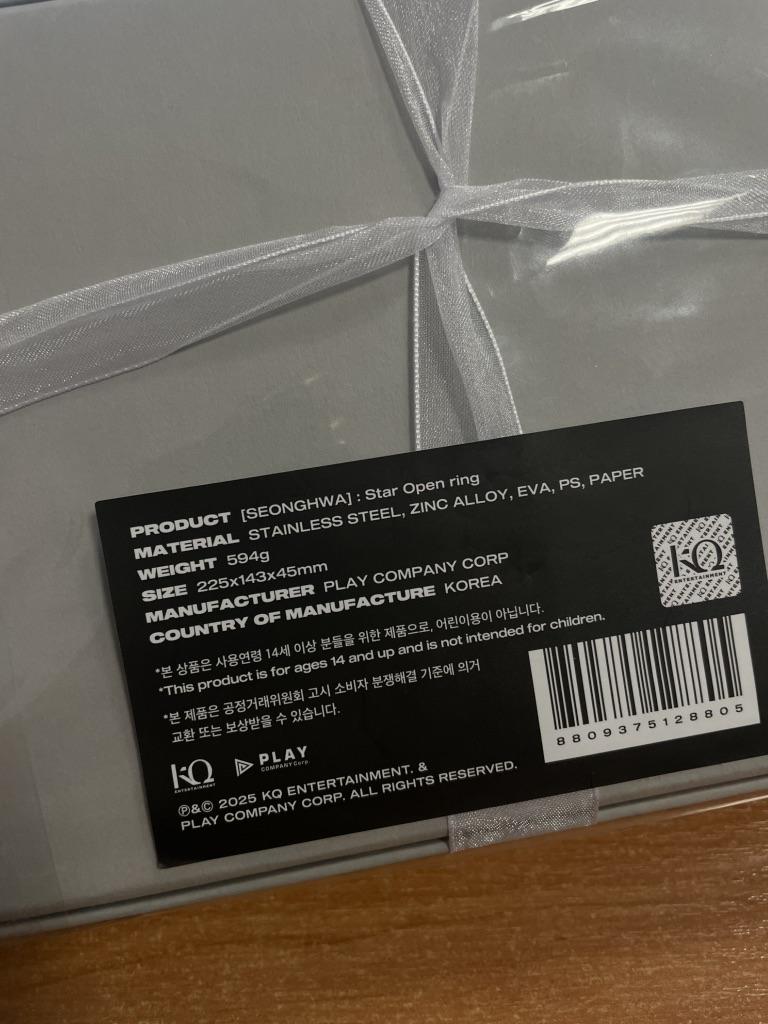 PRODUCT [SEONGHWA] : Star Open ring
MATERIAL STAINLESS STEEL, ZINC ALLOY, EVA, PS, PAPER
WEIGHT 594g
SIZE 225x143x45mm
MANUFACTURER PLAY COMPANY CORP
COUNTRY OF MANUFACTURE KOREA
KQ
ENTERTAINMENT
*본 상품은 사용연령 14세 이상 분들을 위한 제품으로, 어린이용이 아닙니다.
*This product is for ages 14 and up and is not intended for children.
*본 제품은 공정거래위원회 고시 소비자 분쟁해결 기준에 의거
교환 또는 보상받을 수 있습니다.
8809375128805
KQ
ENTERTAINMENT
PLAY
COMPANY Corp.
℗&© 2025 KQ ENTERTAINMENT. &
PLAY COMPANY CORP. ALL RIGHTS RESERVED.